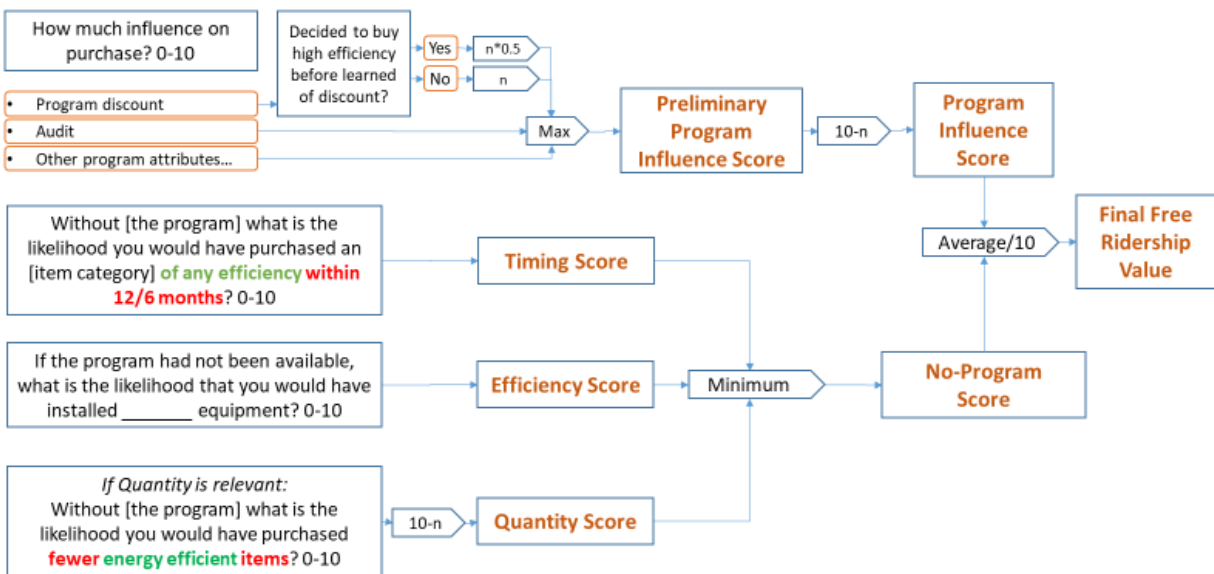 How much influence on
purchase? 0-10
Decided to buy
high efficiency
before learned
of discount?
Yes
n*0.5
No
n
• Program discount
• Audit
• Other program attributes...
Max
Preliminary
Program
Influence Score
10-n
Program
Influence
Score
Without [the program] what is the
likelihood you would have purchased an
[item category] of any efficiency within
12/6 months? 0-10
Timing Score
Average/10
Final Free
Ridership
Value
If the program had not been available,
what is the likelihood that you would have
installed _______ equipment? 0-10
Efficiency Score
Minimum
No-Program
Score
If Quantity is relevant:
Without [the program] what is the
likelihood you would have purchased
fewer energy efficient items? 0-10
10-n
Quantity Score